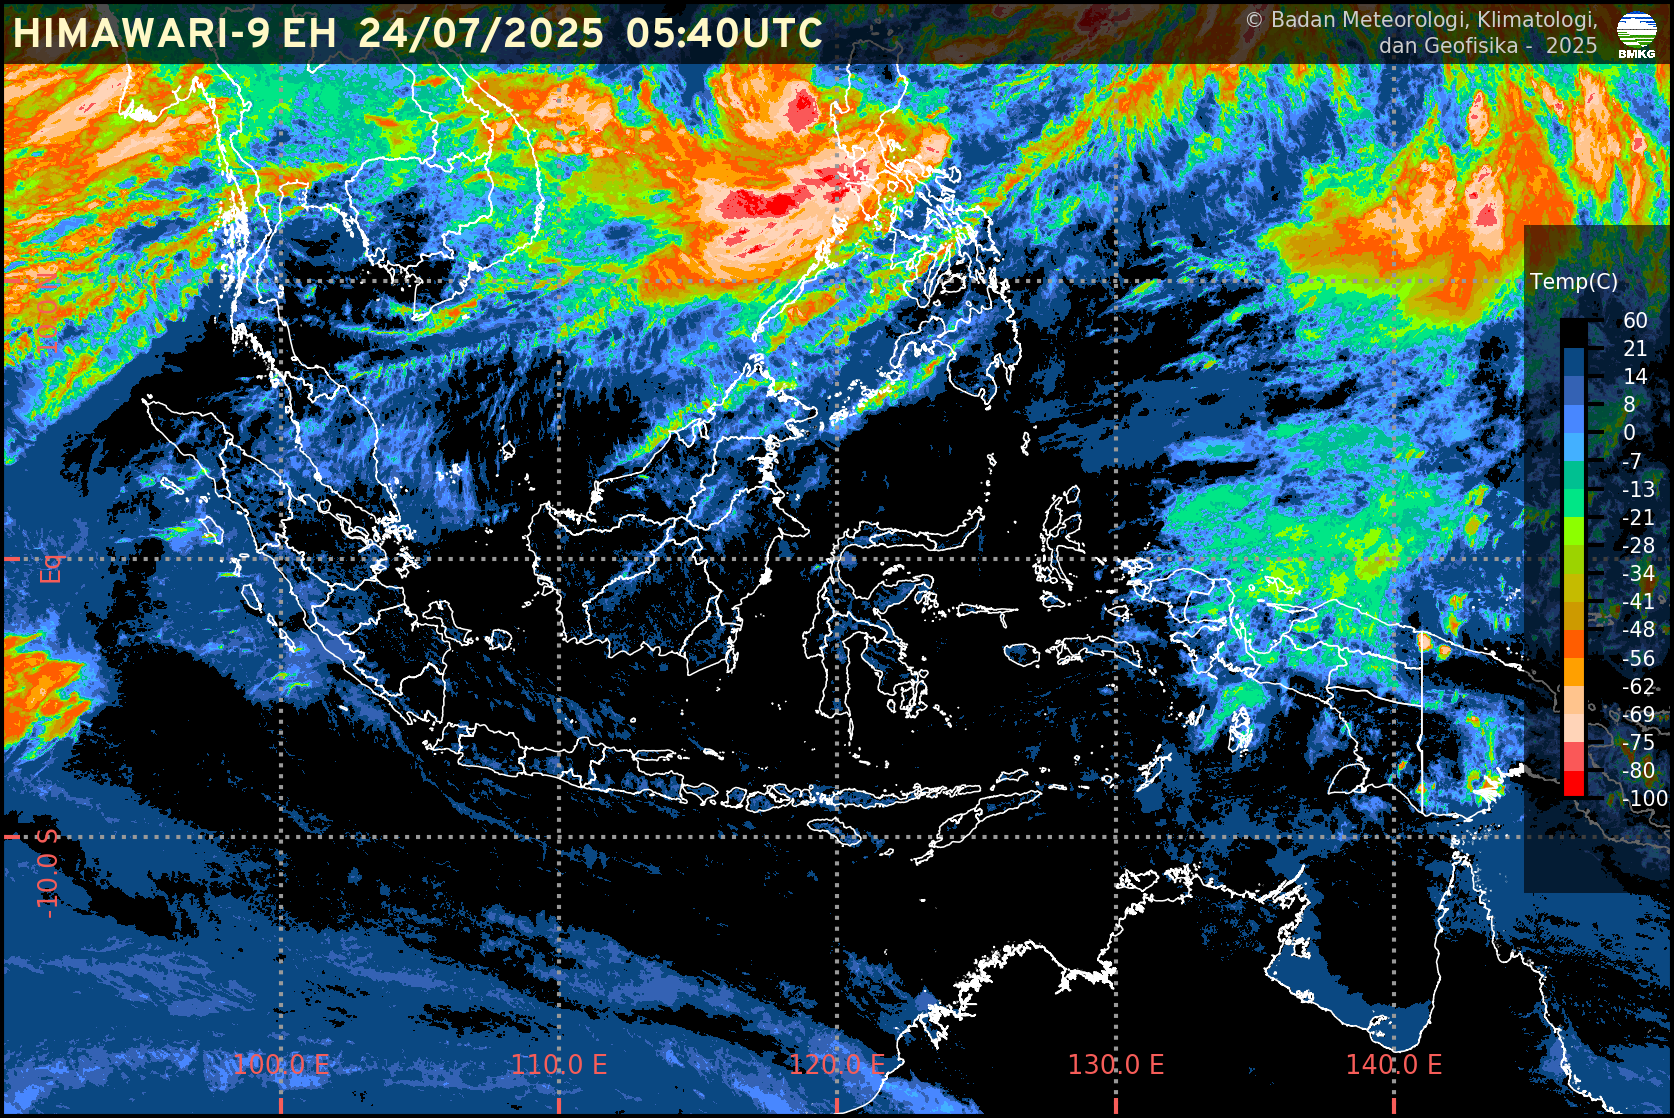 HIMAWARI-9 EH 24/07/2025 05:40UTC
© Badan Meteorologi, Klimatologi,
dan Geofisika - 2025
BMKG
Temp(C)
60
21
14
8
0
-7
-13
-21
-28
-34
-41
-48
-56
-62
-69
-75
-80
-100
10.0 N
Eq
-10.0 S
100.0 E
110.0 E
120.0 E
130.0 E
140.0 E